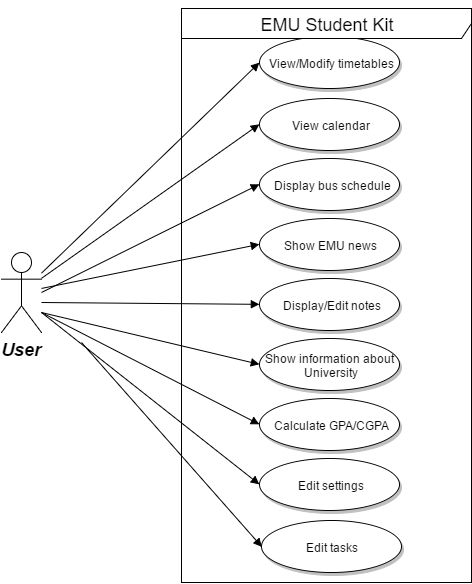 EMU Student Kit
View/Modify timetables
View calendar
Display bus schedule
Show EMU news
Display/Edit notes
Show information about
University
Calculate GPA/CGPA
Edit settings
Edit tasks
User